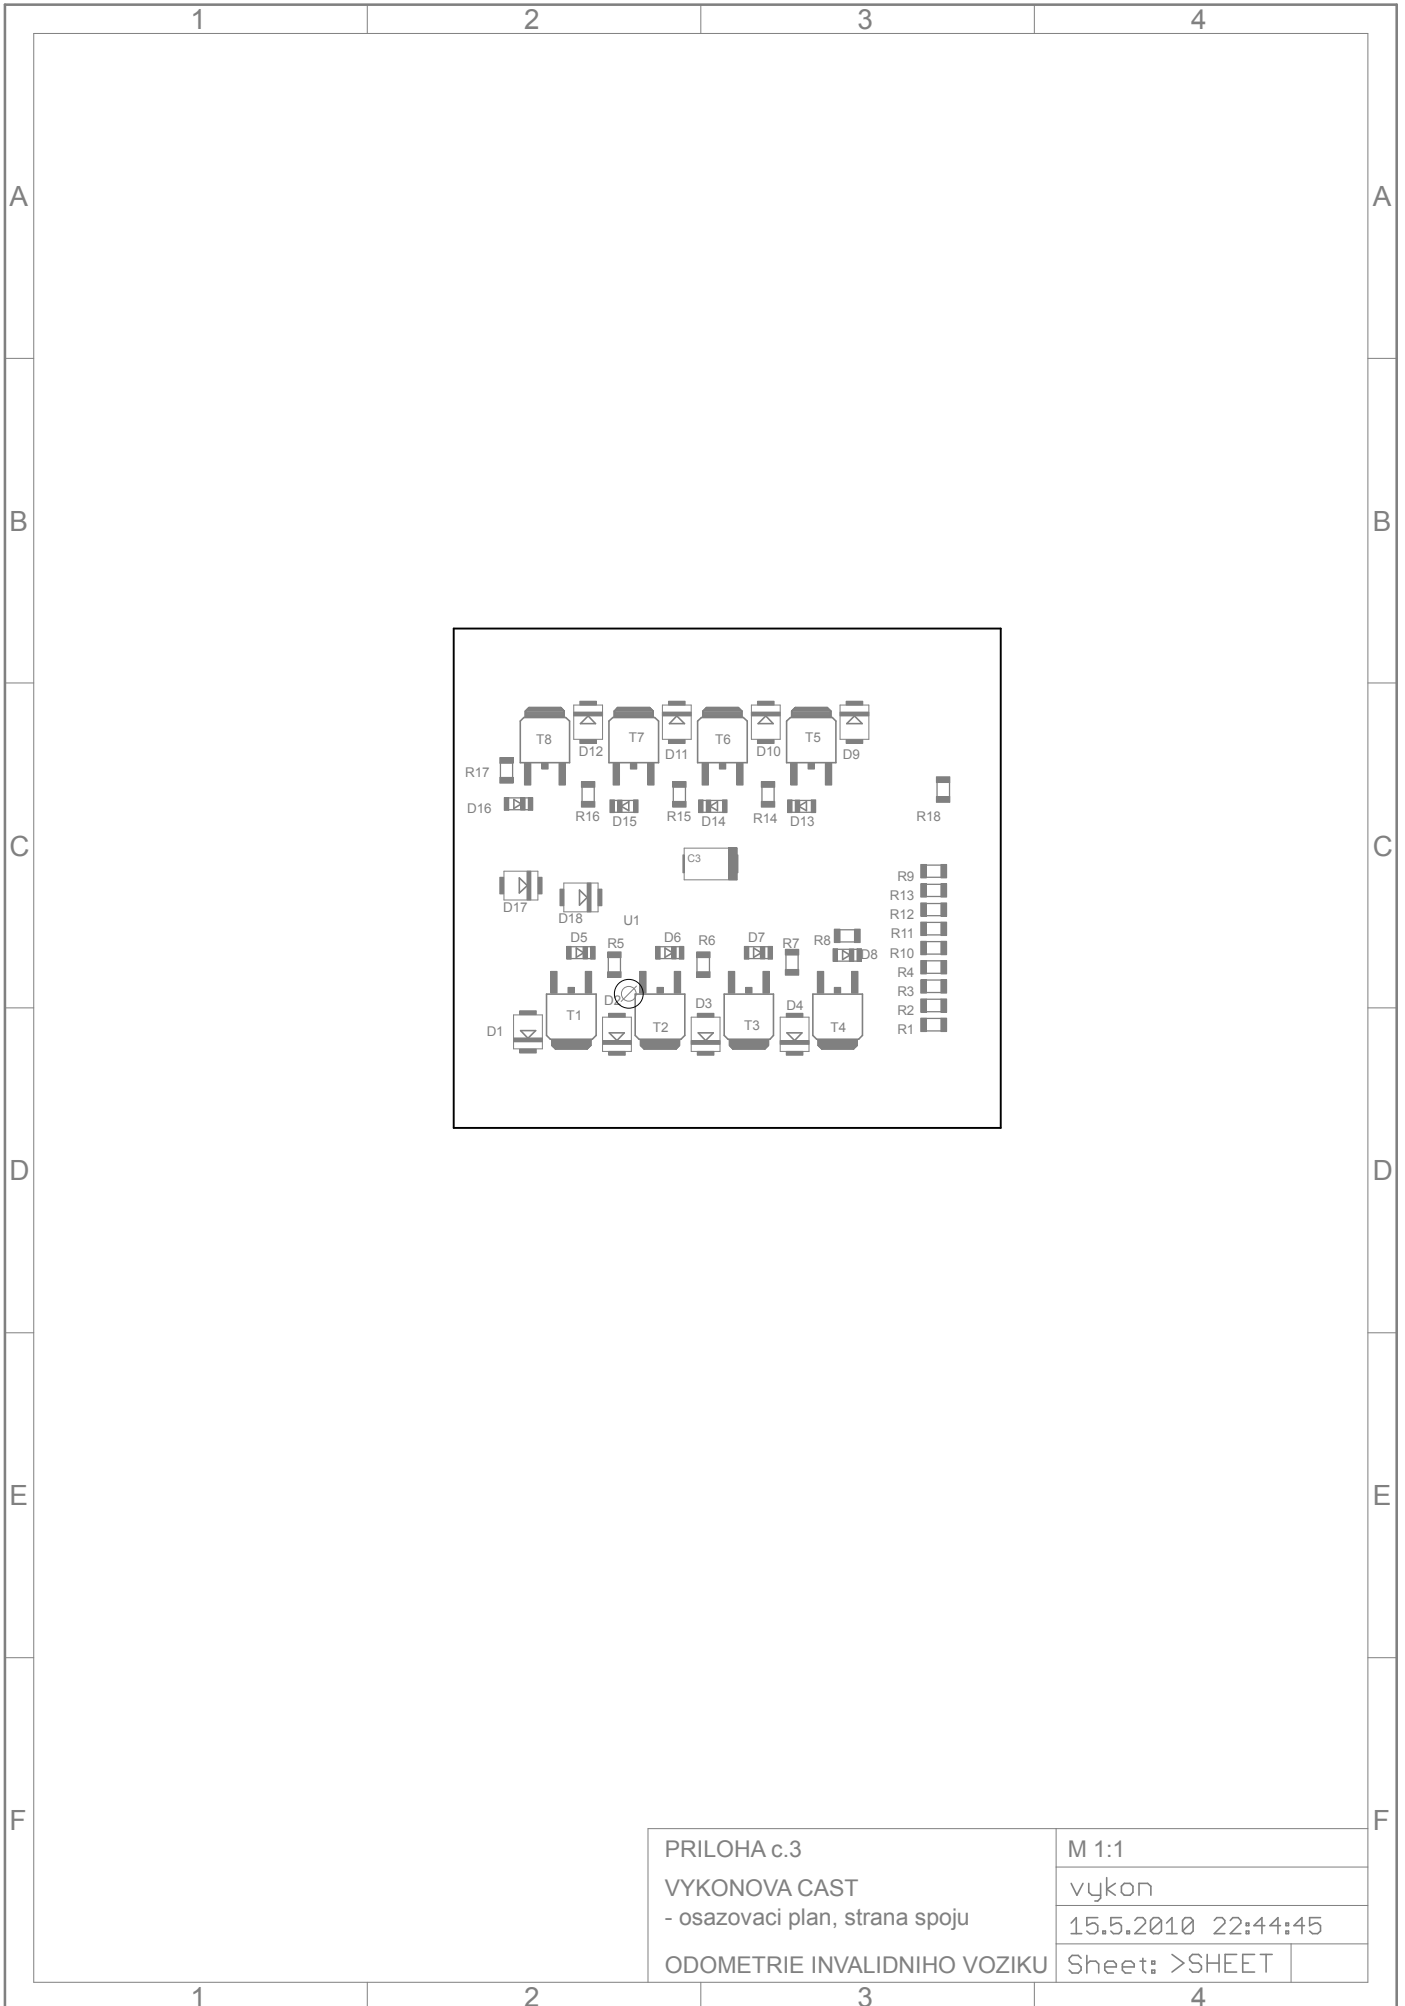 1 2 3 4
A A
B B
T8 D12 T7 D11 T6 D10 T5 D9
R17
D16 R16 D15 R15 D14 R14 D13 R18
C C
C3
R9
R13
D17 D18 U1 R12
R11
D5 R5 D6 R6 D7 R7 R8 D8 R10
R4
R3
D2 D3 D4 R2
D1 T1 T2 T3 T4 R1
D D
E E
F F
PRILOHA c.3 M 1:1
VYKONOVA CAST vykon
- osazovaci plan, strana spoju 15.5.2010 22:44:45
ODOMETRIE INVALIDNIHO VOZIKU Sheet: >SHEET
1 2 3 4